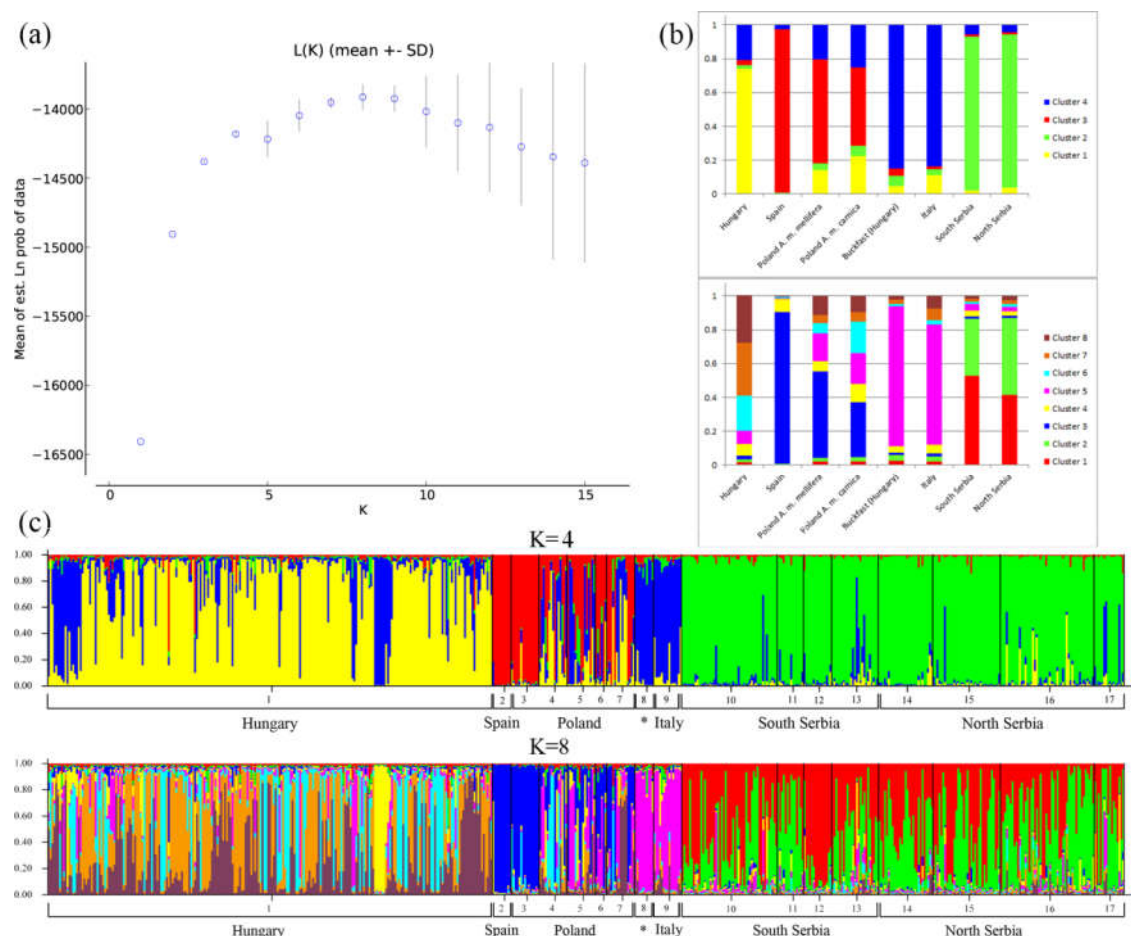 (a)
L(K) (mean +- SD)
Mean of est. Ln prob of data
−14000
−14500
−15000
−15500
−16000
−16500
0
5
10
15
K
(b)
1
0.8
0.6
0.4
0.2
0
Cluster 4
Cluster 3
Cluster 2
Cluster 1
Hungary
Spain
Poland A. m. mellifera
Poland A. m. carnica
Buckfast (Hungary)
Italy
South Serbia
North Serbia
1
0.8
0.6
0.4
0.2
0
Cluster 8
Cluster 7
Cluster 6
Cluster 5
Cluster 4
Cluster 3
Cluster 2
Cluster 1
Hungary
Spain
Poland A. m. mellifera
Poland A. m. carnica
Buckfast (Hungary)
Italy
South Serbia
North Serbia
(c)
K=4
1.00
0.80
0.60
0.40
0.20
0.00
1 2 3 4 5 6 7 8 9 10 11 12 13 14 15 16 17
Hungary Spain Poland * Italy South Serbia North Serbia
K=8
1.00
0.80
0.60
0.40
0.20
0.00
1 2 3 4 5 6 7 8 9 10 11 12 13 14 15 16 17
Hungary Spain Poland * Italy South Serbia North Serbia